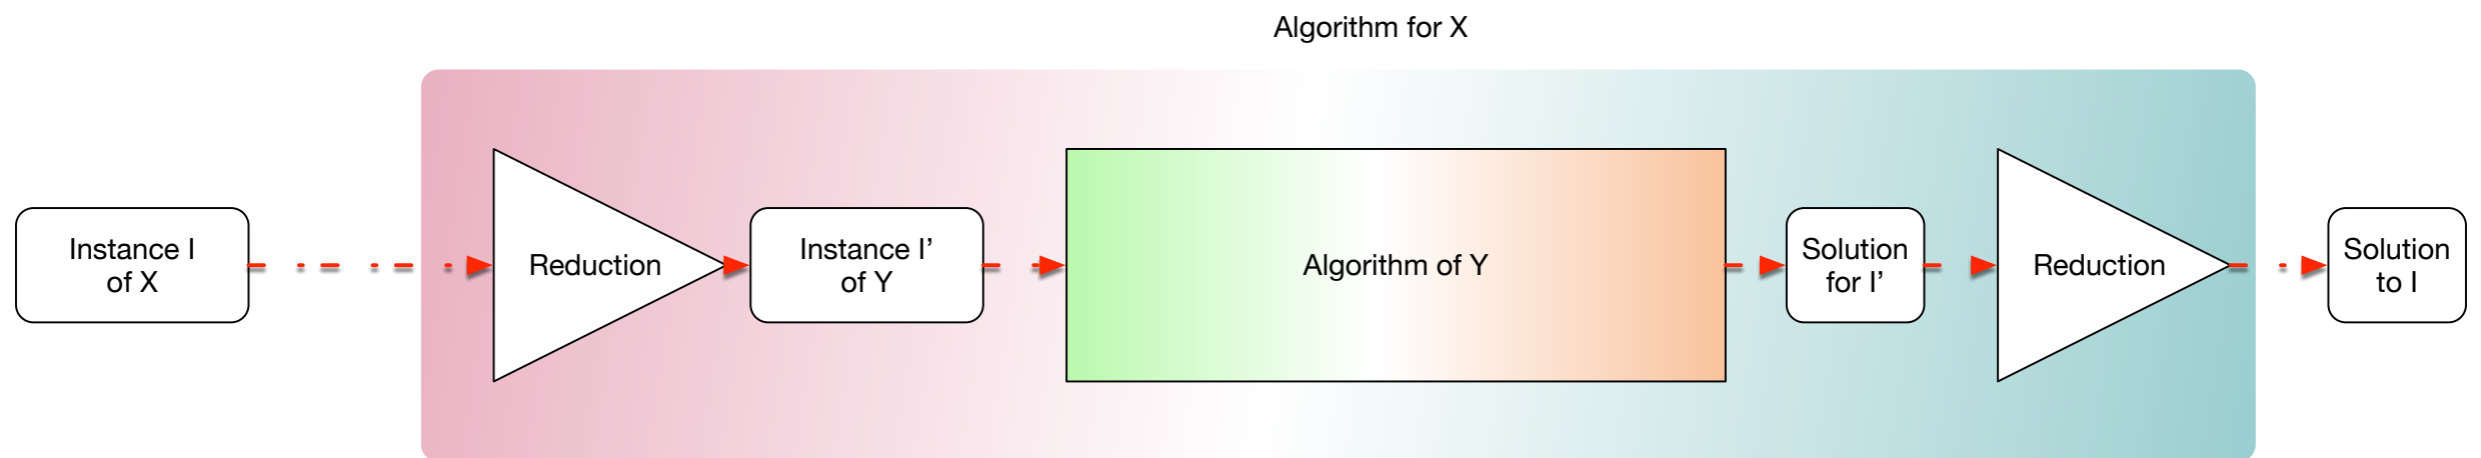 Algorithm for X
Instance I
of X
Reduction
Instance I’
of Y
Algorithm of Y
Solution
for I’
Reduction
Solution
to I